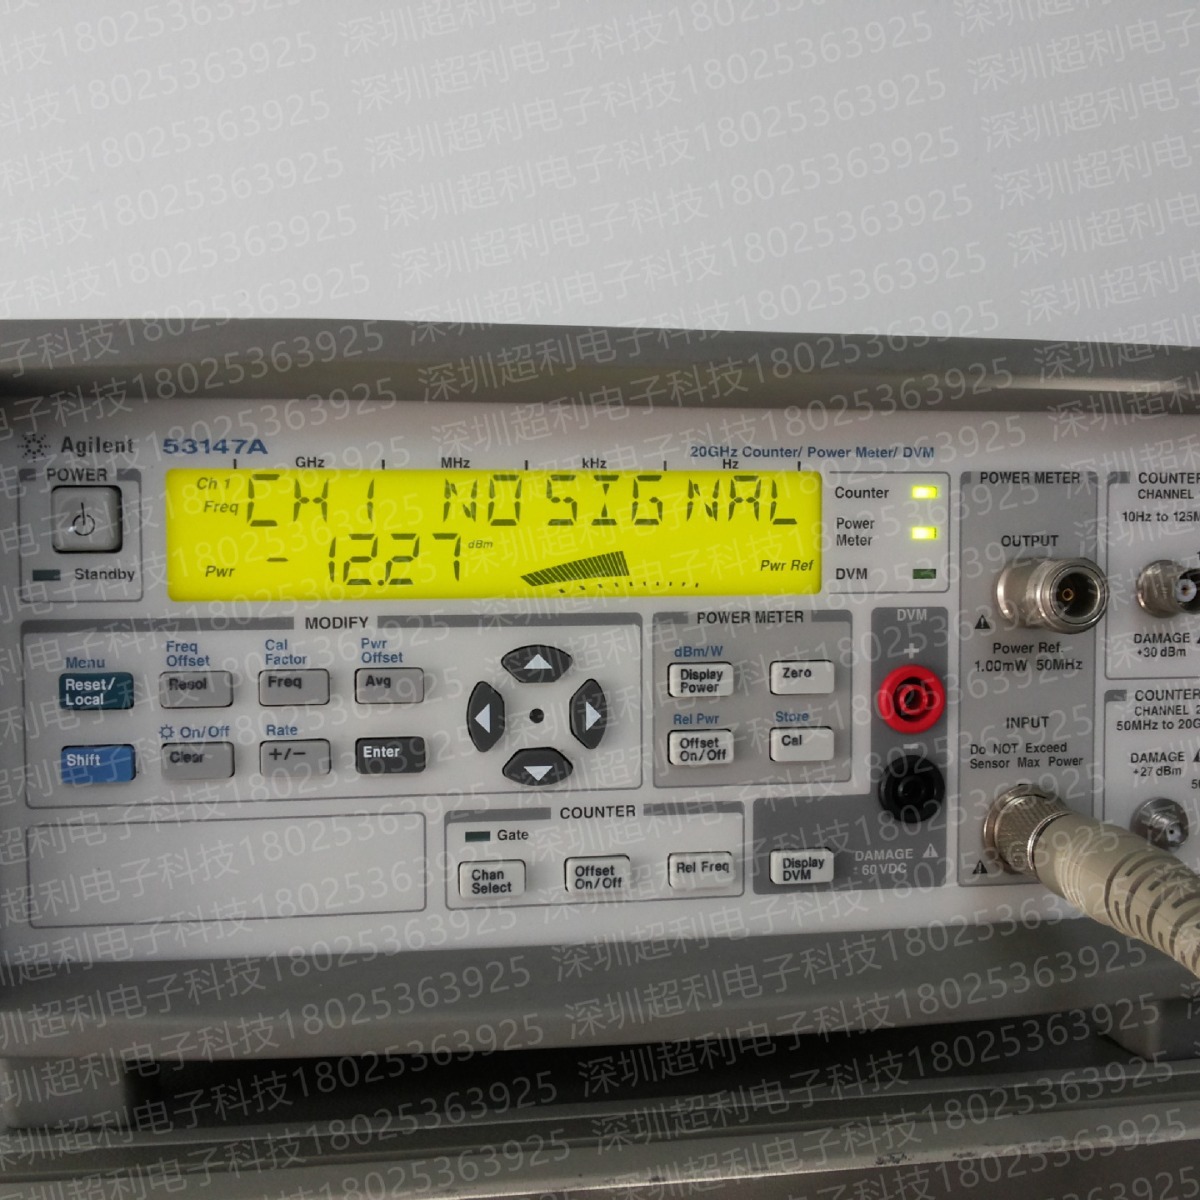 深圳超利电子科技18025363925
Agilent 53147A
20GHz Counter/ Power Meter/ DVM
POWER
Standby
GHz MHz kHz Hz
Ch 1
Freq
CH 1 NO SIGNAL
Pwr
- 12.27 dBm
Pwr Ref
Counter
Power
Meter
DVM
MODIFY
Menu
Reset/
Local
Freq
Offset
Resol
Cal
Factor
Freq
Pwr
Offset
Avg
Shift
On/Off
Clear
Rate
+/−
Enter
POWER METER
dBm/W
Display
Power
Zero
Rel Pwr
Offset
On/Off
Store
Cal
COUNTER
Gate
Chan
Select
Offset
On/Off
Rel Freq
DVM
+
−
Display
DVM
DAMAGE
: 60VDC
POWER METER
OUTPUT
Power Ref
1.00mW 50MHz
INPUT
Do NOT Exceed
Sensor Max Power
COUNTER
CHANNEL
10Hz to 125M
DAMAGE
+30 dBm
COUNTER
CHANNEL 2
50MHz to 20G
DAMAGE
+27 dBm